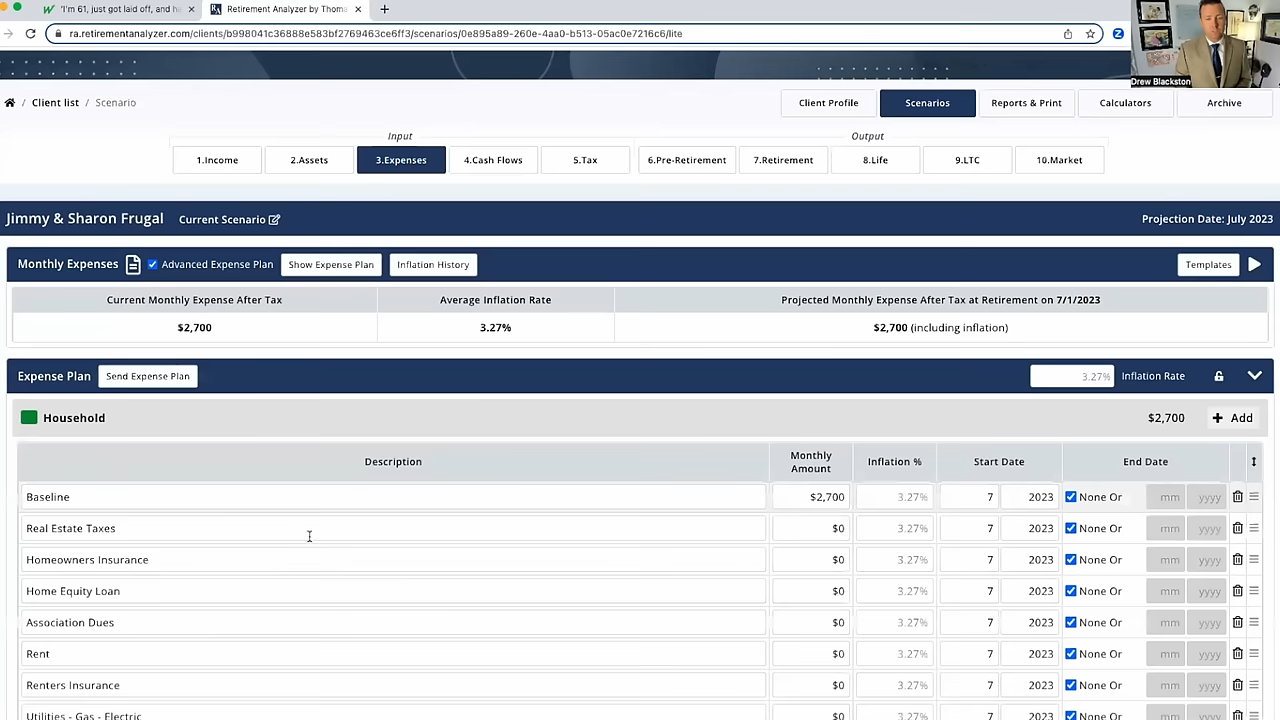 'I'm 61, just got laid off, and h
Retirement Analyzer by Thoma
ra.retirementanalyzer.com/clients/b998041c36888e583bf2769463ce6ff3/scenarios/0e895a89-260e-4aa0-b513-05ac0e7216c6/lite
Drew Blackston
Client list / Scenario
Client Profile Scenarios Reports & Print Calculators Archive
Input Output
1.Income 2.Assets 3.Expenses 4.Cash Flows 5.Tax 6.Pre-Retirement 7.Retirement 8.Life 9.LTC 10.Market
Jimmy & Sharon Frugal Current Scenario Projection Date: July 2023
Monthly Expenses Advanced Expense Plan Show Expense Plan Inflation History Templates
Current Monthly Expense After Tax Average Inflation Rate Projected Monthly Expense After Tax at Retirement on 7/1/2023
$2,700 3.27% $2,700 (including inflation)
Expense Plan Send Expense Plan 3.27% Inflation Rate
Household $2,700 + Add
Description Monthly Amount Inflation % Start Date End Date
Baseline $2,700 3.27% 7 2023 None Or mm yyyy
Real Estate Taxes $0 3.27% 7 2023 None Or mm yyyy
Homeowners Insurance $0 3.27% 7 2023 None Or mm yyyy
Home Equity Loan $0 3.27% 7 2023 None Or mm yyyy
Association Dues $0 3.27% 7 2023 None Or mm yyyy
Rent $0 3.27% 7 2023 None Or mm yyyy
Renters Insurance $0 3.27% 7 2023 None Or mm yyyy
Utilities - Gas - Electric $0 3.27% 7 2023 None Or mm yyyy